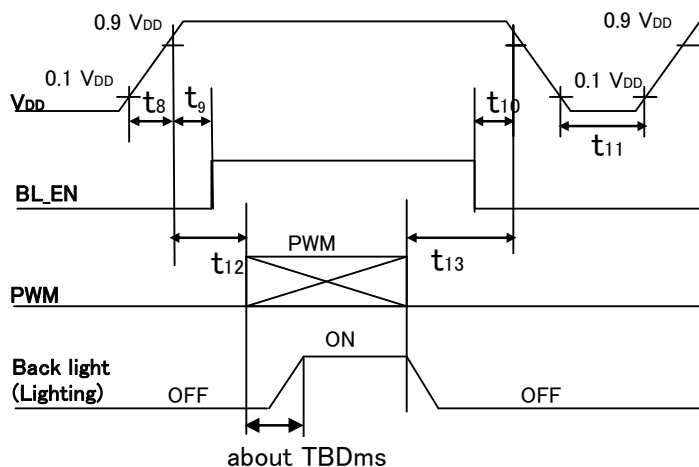 0.9 VDD
0.9 VDD
0.1 VDD
0.1 VDD
VDD
t8
t9
t10
t11
BL_EN
PWM
t12
t13
PWM
ON
Back light
(Lighting)
OFF
OFF
about TBDms